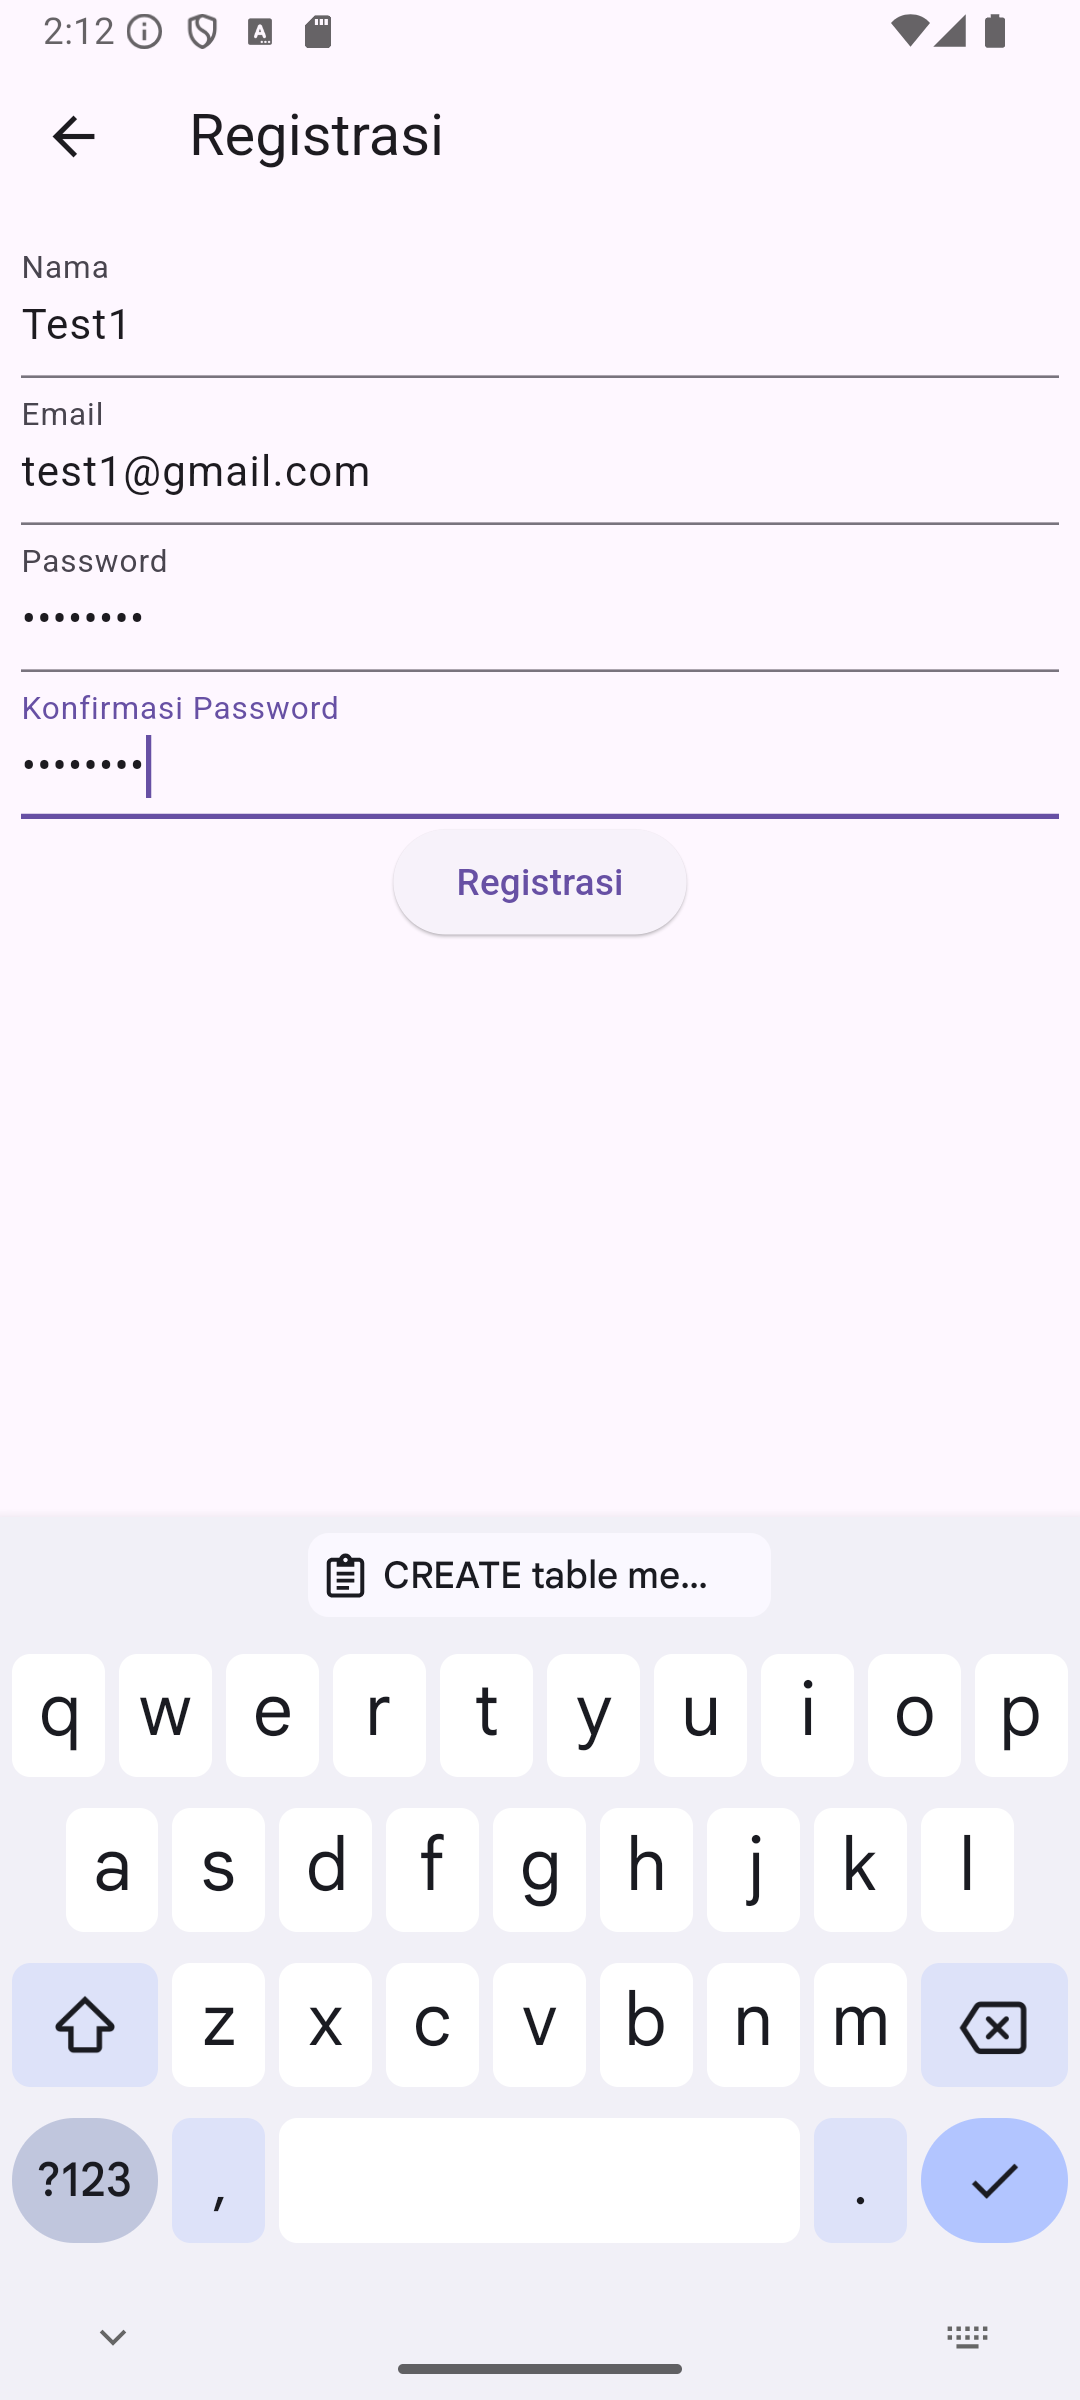 2:12
Registrasi
Nama
Test1
Email
test1@gmail.com
Password
••••••••
Konfirmasi Password
••••••••
Registrasi
CREATE table me...
q w e r t y u i o p
a s d f g h j k l
z x c v b n m
?123 , .